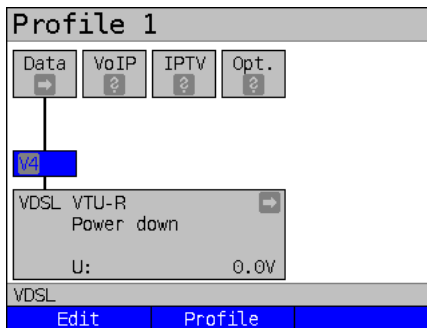 Profile 1
Data VoIP IPTV Opt.
? ? ?
V4
VDSL VTU-R
Power down
U: 0.0V
VDSL
Edit Profile